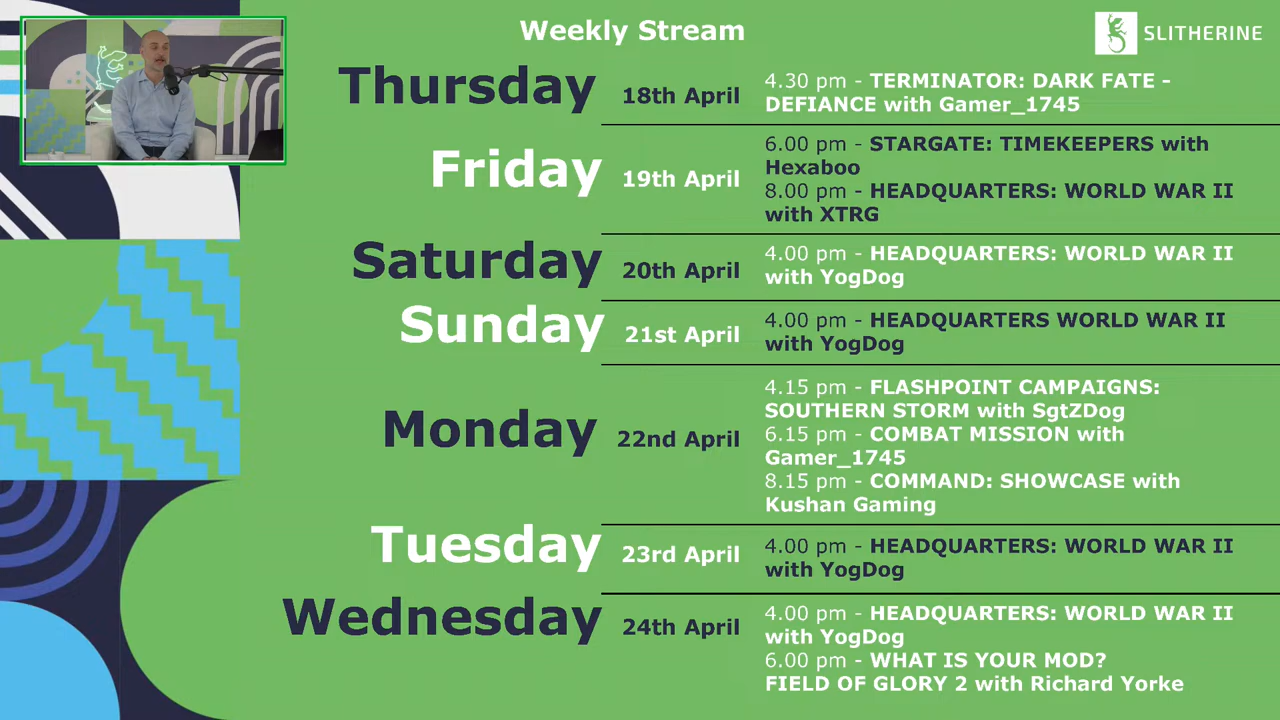 Weekly Stream
SLITHERINE
Thursday 18th April
4.30 pm - TERMINATOR: DARK FATE -
DEFIANCE with Gamer_1745
Friday 19th April
6.00 pm - STARGATE: TIMEKEEPERS with
Hexaboo
8.00 pm - HEADQUARTERS: WORLD WAR II
with XTRG
Saturday 20th April
4.00 pm - HEADQUARTERS: WORLD WAR II
with YogDog
Sunday 21st April
4.00 pm - HEADQUARTERS WORLD WAR II
with YogDog
Monday 22nd April
4.15 pm - FLASHPOINT CAMPAIGNS:
SOUTHERN STORM with SgtZDog
6.15 pm - COMBAT MISSION with
Gamer_1745
8.15 pm - COMMAND: SHOWCASE with
Kushan Gaming
Tuesday 23rd April
4.00 pm - HEADQUARTERS: WORLD WAR II
with YogDog
Wednesday 24th April
4.00 pm - HEADQUARTERS: WORLD WAR II
with YogDog
6.00 pm - WHAT IS YOUR MOD?
FIELD OF GLORY 2 with Richard Yorke